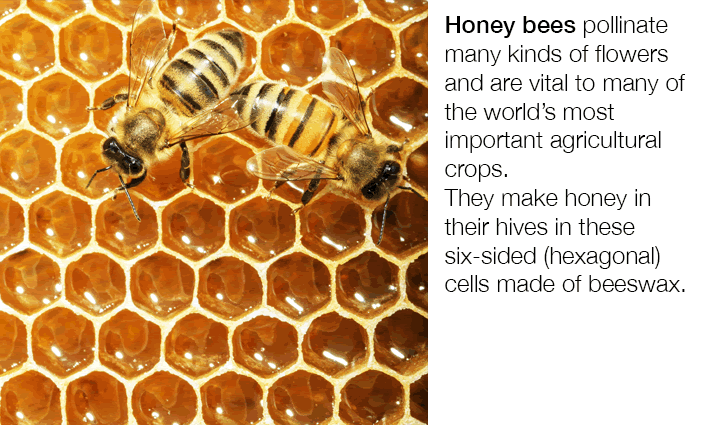 Honey bees pollinate
many kinds of flowers
and are vital to many of
the world's most
important agricultural
crops.
They make honey in
their hives in these
six-sided (hexagonal)
cells made of beeswax.